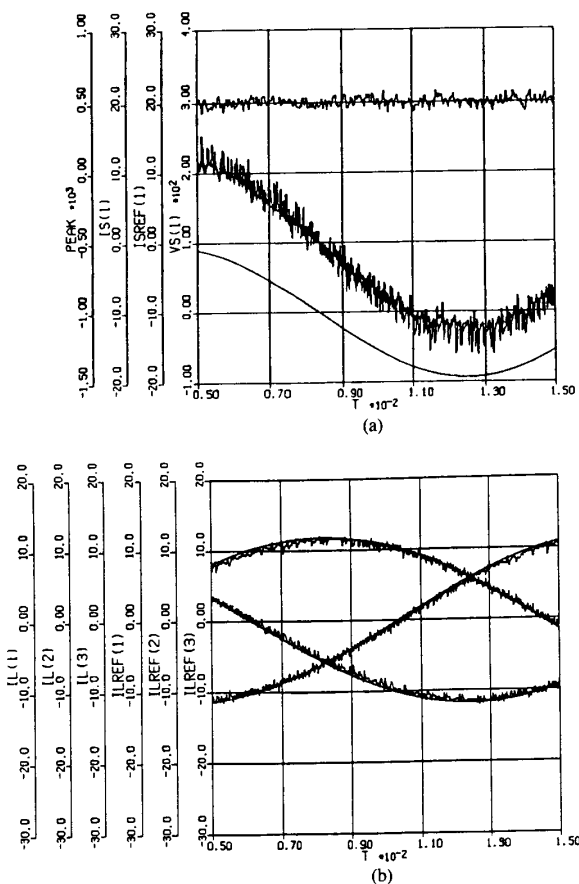 -1.50 -1.00 -0.50 0.00 0.50 1.00
PEAK *10³
-20.0 -10.0 0.00 10.0 20.0 30.0
IS(1)
-20.0 -10.0 0.00 10.0 20.0 30.0
ISREF(1)
-1.00 0.00 1.00 2.00 3.00 4.00
VS(1) *10²
0.50 0.70 0.90 1.10 1.30 1.50
T *10⁻²
(a)
-30.0 -20.0 -10.0 0.00 10.0 20.0
IL(1)
-30.0 -20.0 -10.0 0.00 10.0 20.0
IL(2)
-30.0 -20.0 -10.0 0.00 10.0 20.0
IL(3)
-30.0 -20.0 -10.0 0.00 10.0 20.0
ILREF(1)
-30.0 -20.0 -10.0 0.00 10.0 20.0
ILREF(2)
-30.0 -20.0 -10.0 0.00 10.0 20.0
ILREF(3)
0.50 0.70 0.90 1.10 1.30 1.50
T *10⁻²
(b)